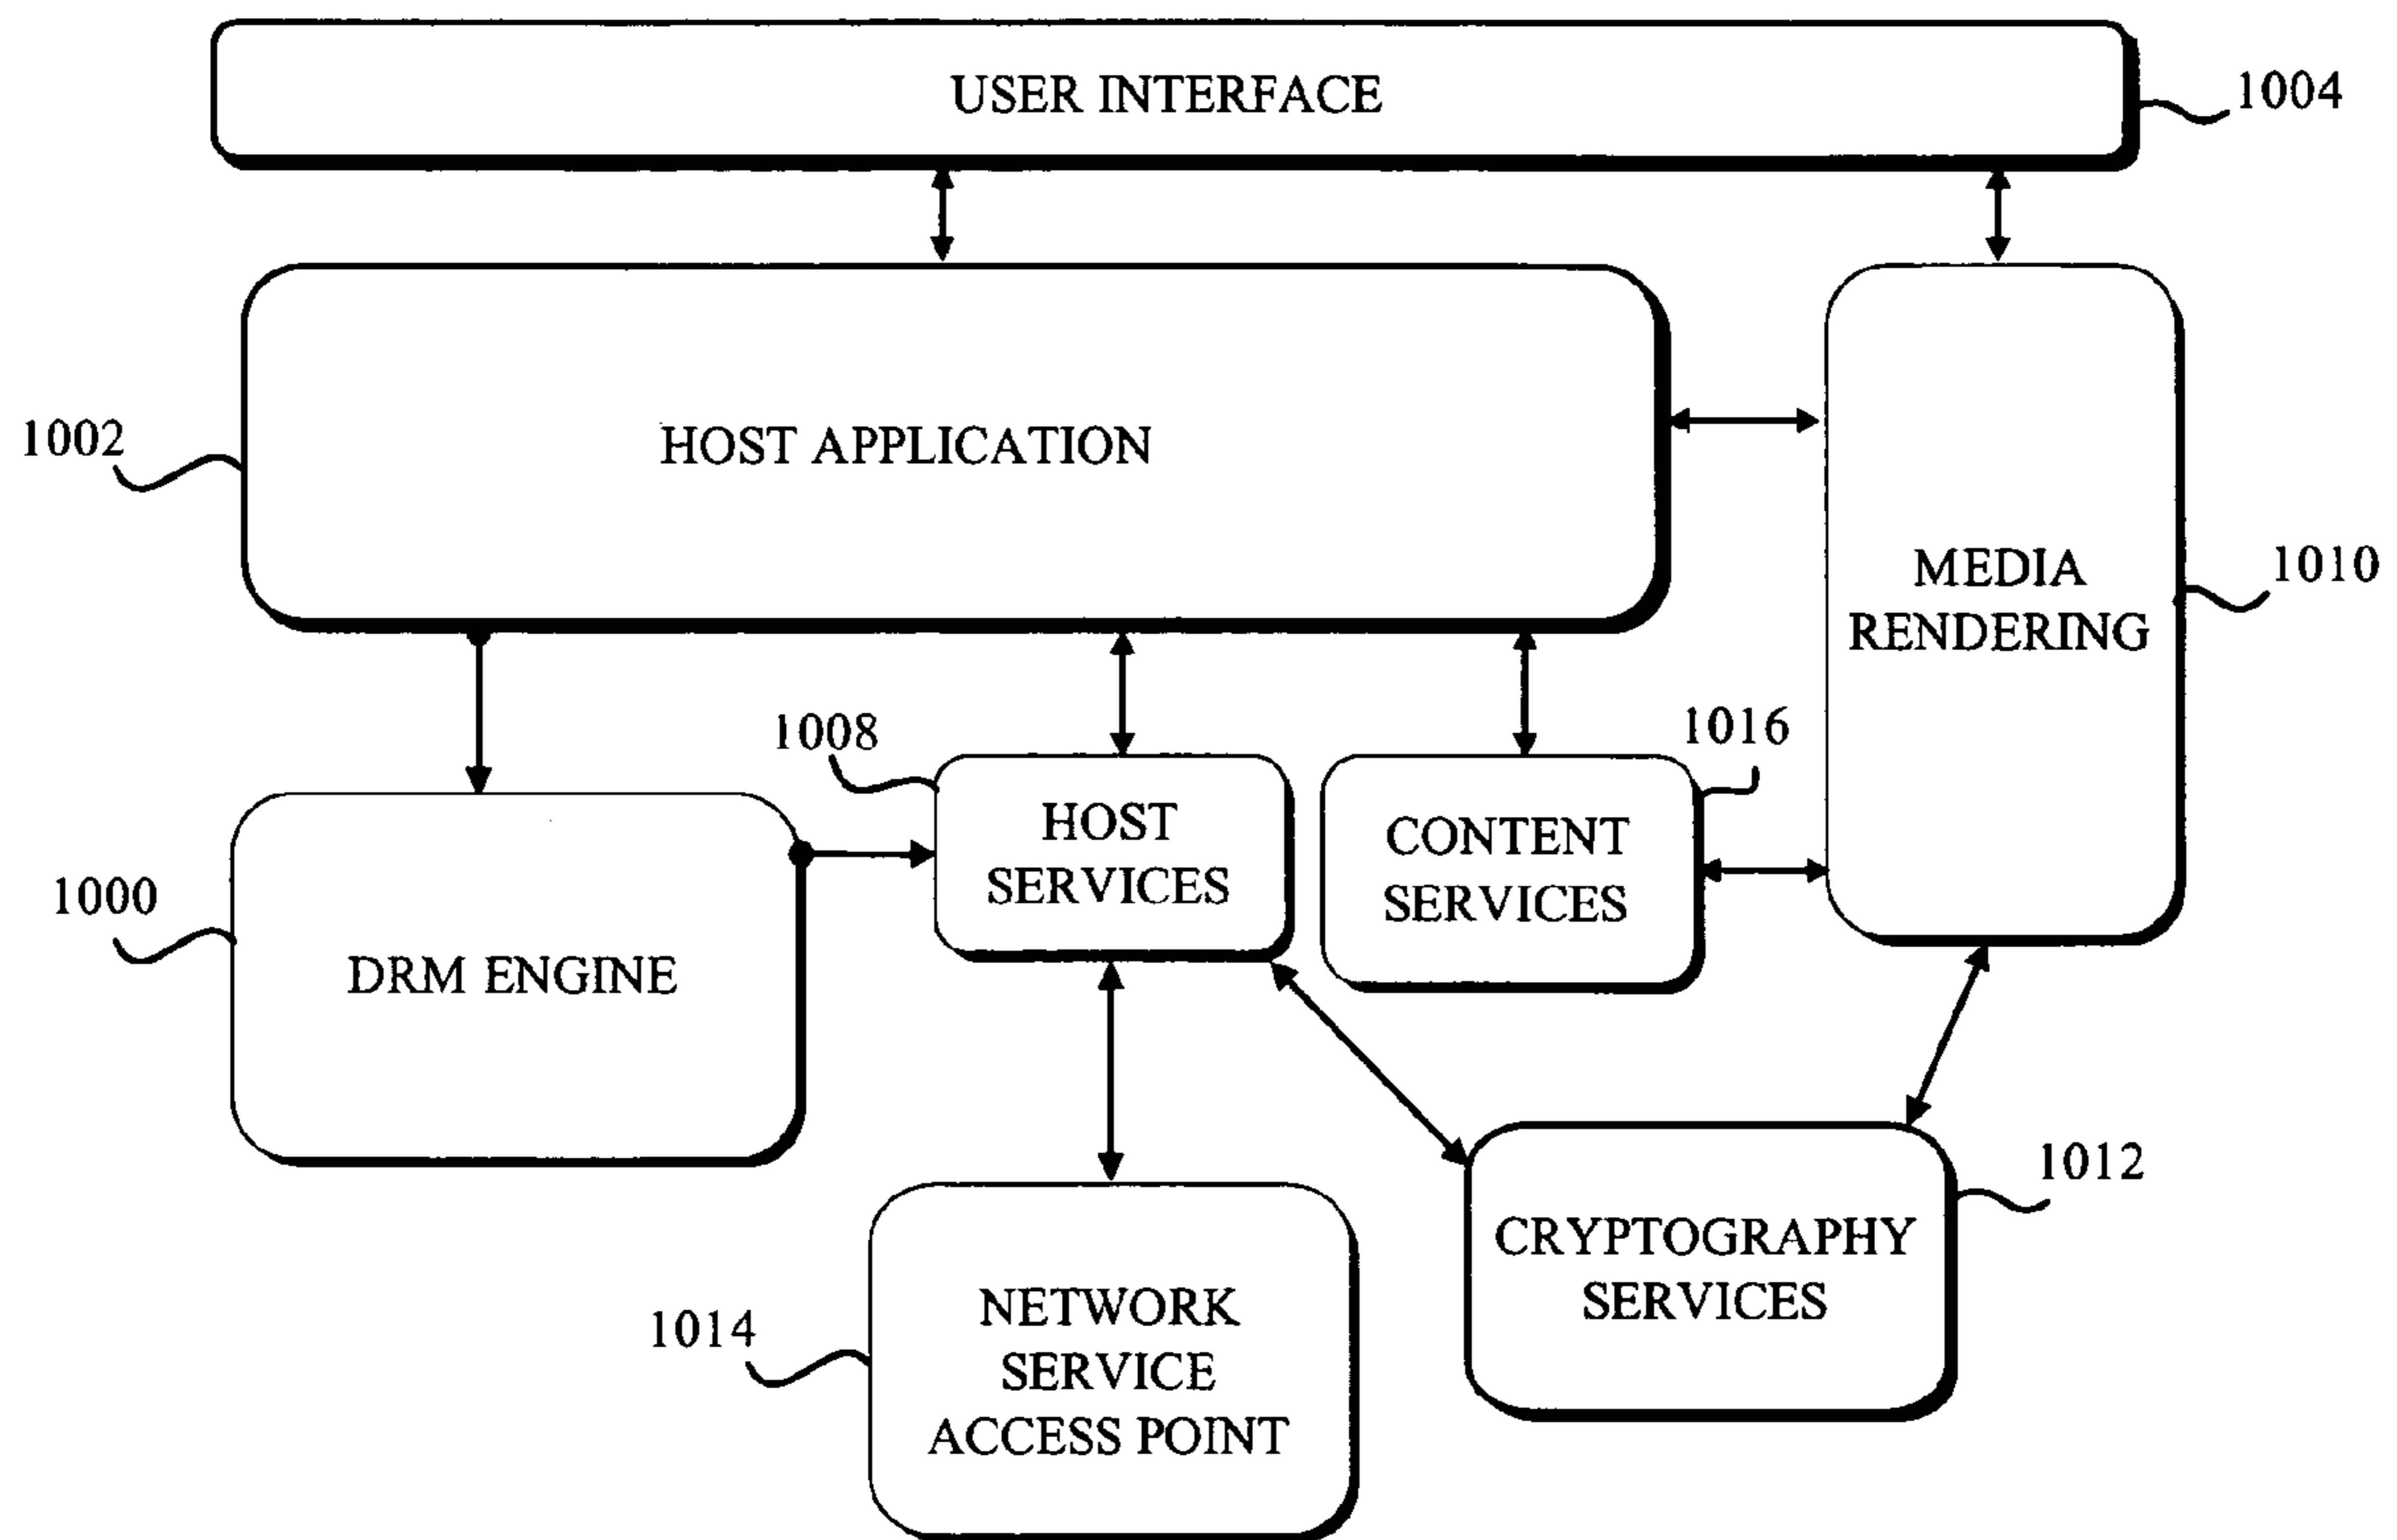 USER INTERFACE
1004
1002
HOST APPLICATION
MEDIA
RENDERING
1010
1008
HOST
SERVICES
1016
CONTENT
SERVICES
1000
DRM ENGINE
1012
CRYPTOGRAPHY
SERVICES
1014
NETWORK
SERVICE
ACCESS POINT